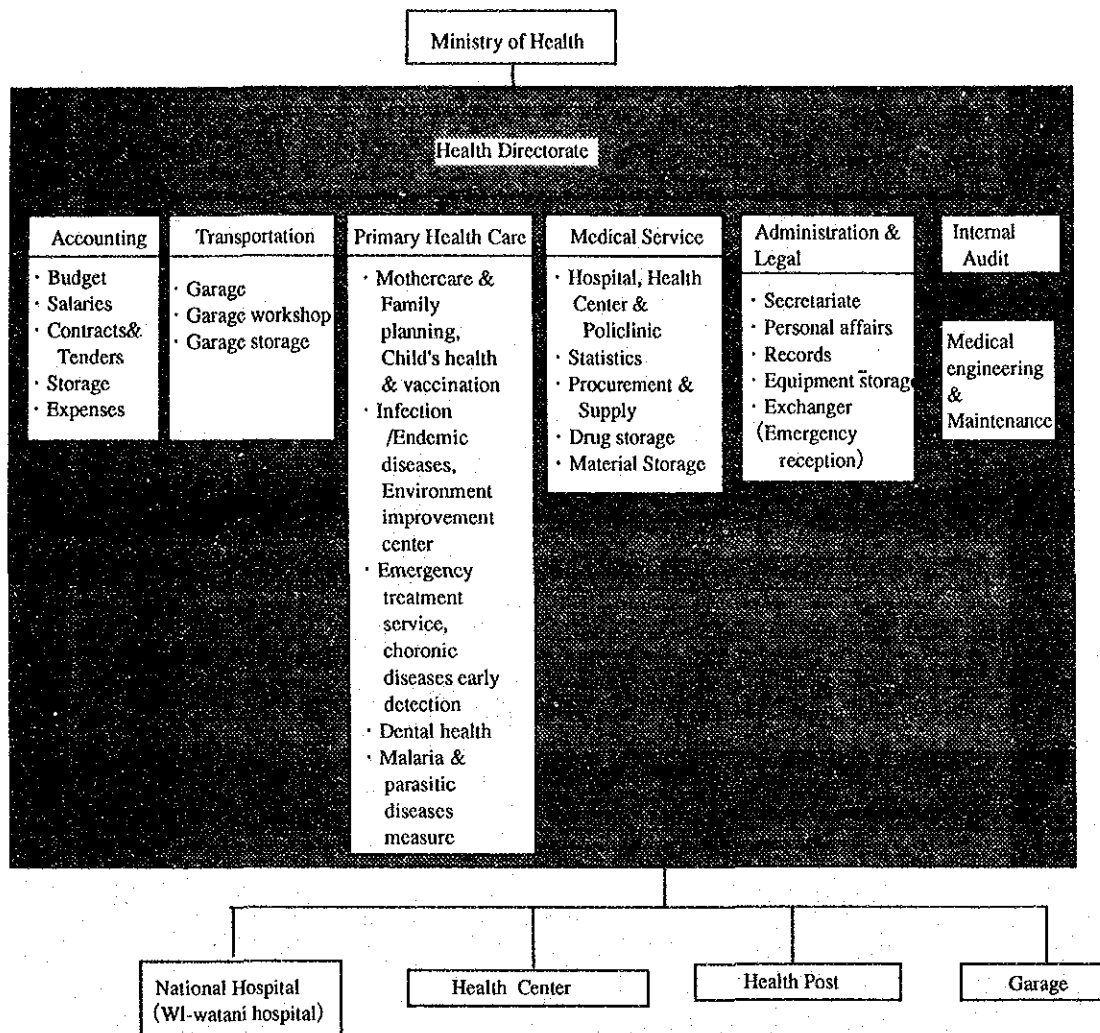 Ministry of Health
Health Directorate
Accounting
· Budget
· Salaries
· Contracts&
Tenders
· Storage
· Expenses
Transportation
· Garage
· Garage workshop
· Garage storage
Primary Health Care
· Mothercare &
Family
planning,
Child's health
& vaccination
· Infection
/Endemic
diseases,
Environment
improvement
center
· Emergency
treatment
service,
choronic
diseases early
detection
· Dental health
· Malaria &
parasitic
diseases
measure
Medical Service
· Hospital, Health
Center &
Policlinic
· Statistics
· Procurement &
Supply
· Drug storage
· Material Storage
Administration &
Legal
· Secretariate
· Personal affairs
· Records
· Equipment storage
· Exchanger
(Emergency
reception)
Internal
Audit
Medical
engineering
&
Maintenance
National Hospital
(Wl-watani hospital)
Health Center
Health Post
Garage